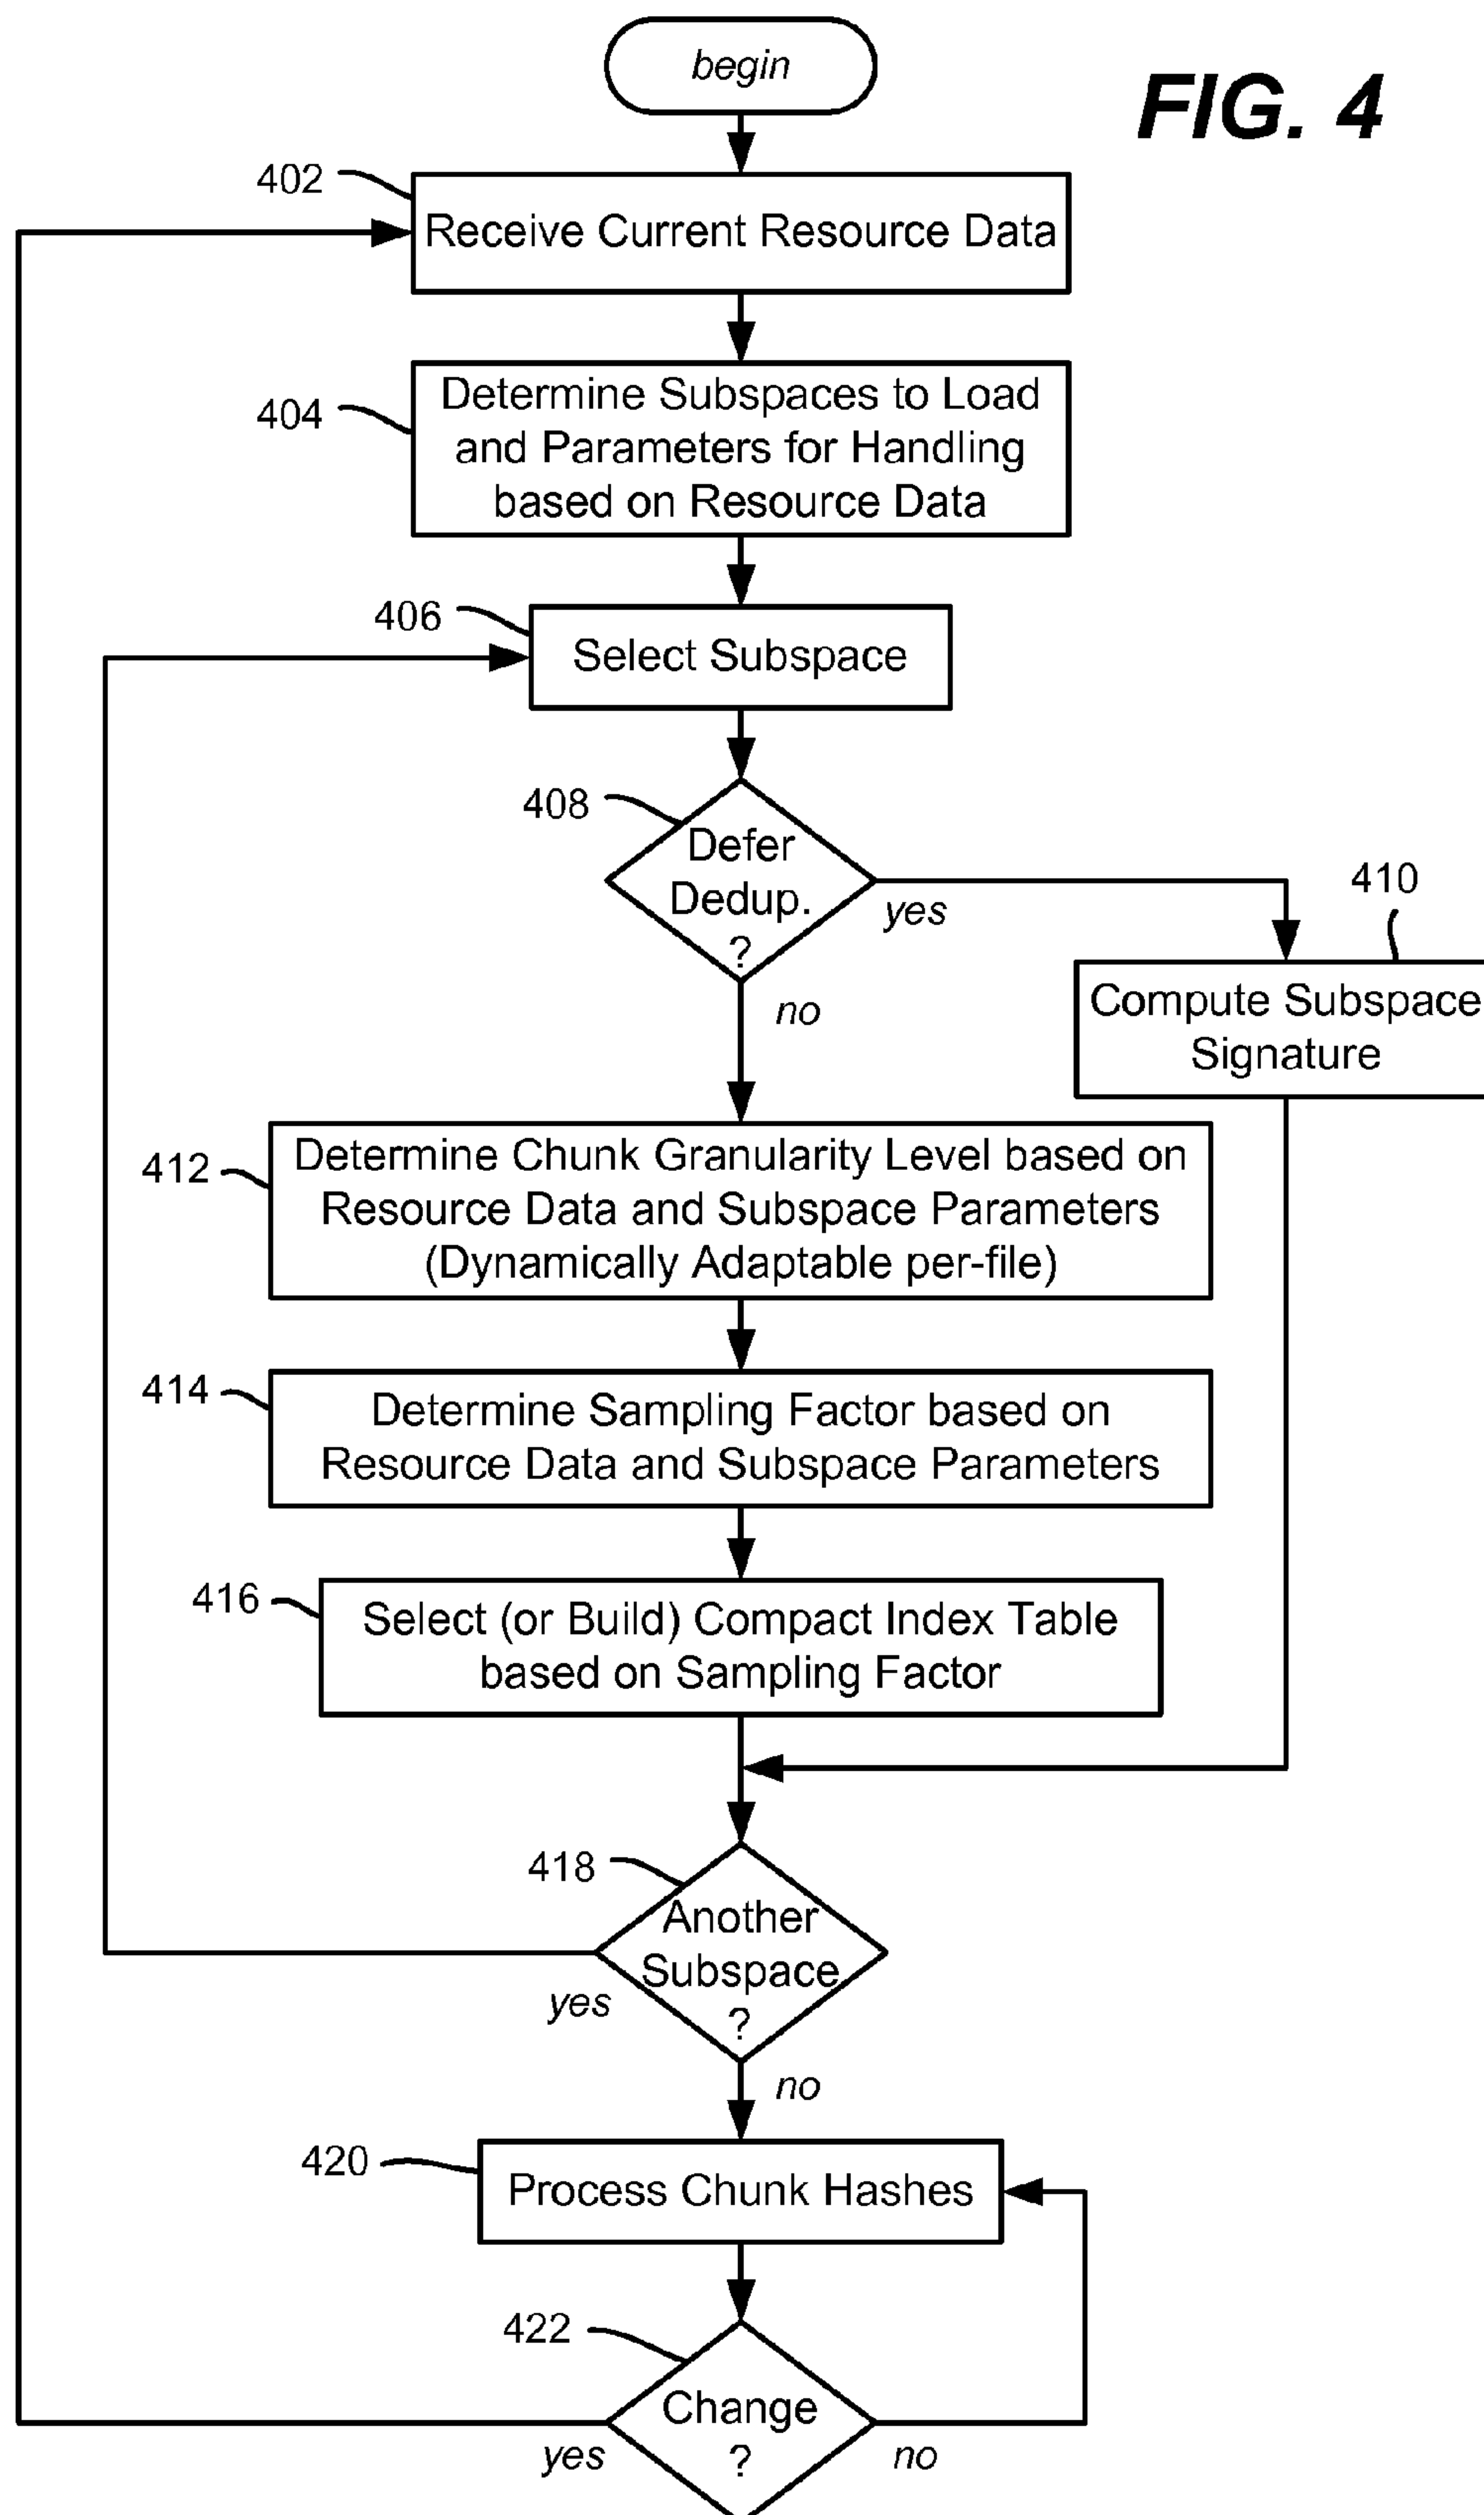 begin
FIG. 4
402
Receive Current Resource Data
404
Determine Subspaces to Load
and Parameters for Handling
based on Resource Data
406
Select Subspace
408
Defer
Dedup.
?
yes
no
410
Compute Subspace
Signature
412
Determine Chunk Granularity Level based on
Resource Data and Subspace Parameters
(Dynamically Adaptable per-file)
414
Determine Sampling Factor based on
Resource Data and Subspace Parameters
416
Select (or Build) Compact Index Table
based on Sampling Factor
418
Another
Subspace
?
yes
no
420
Process Chunk Hashes
422
Change
?
yes
no